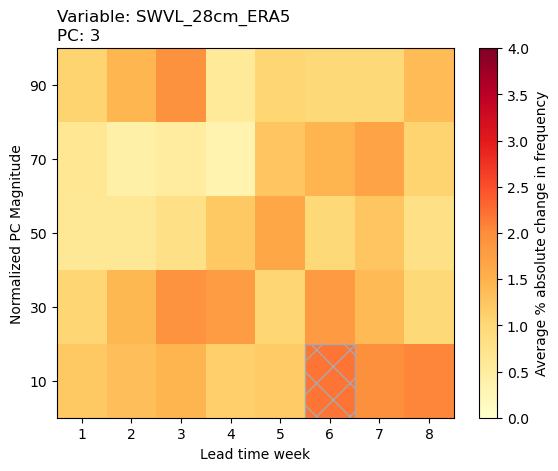 Variable: SWVL_28cm_ERA5
PC: 3
Normalized PC Magnitude
90
70
50
30
10
1 2 3 4 5 6 7 8
Lead time week
4.0
3.5
3.0
2.5
2.0
1.5
1.0
0.5
0.0
Average % absolute change in frequency